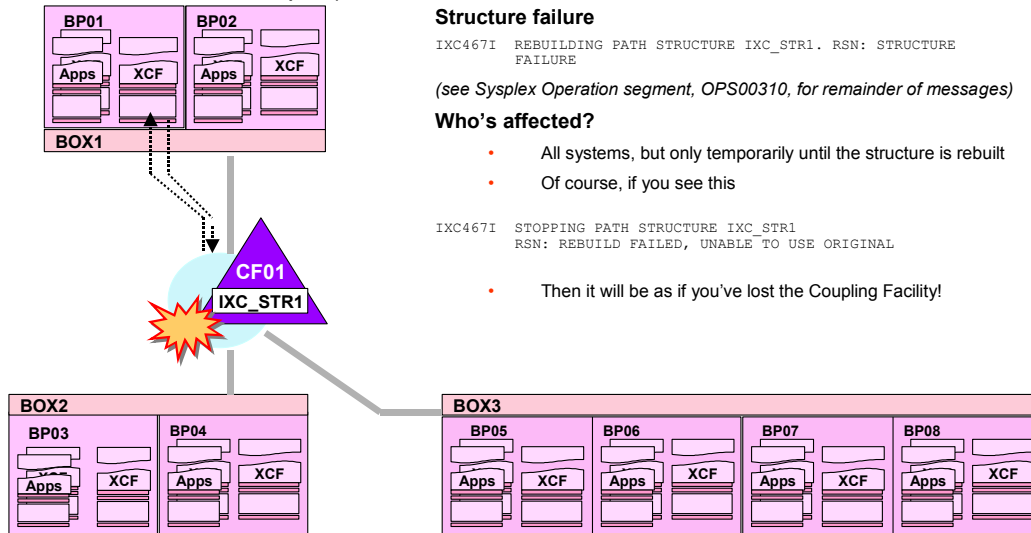 Structure failure
IXC467I REBUILDING PATH STRUCTURE IXC_STR1. RSN: STRUCTURE
FAILURE
(see Sysplex Operation segment, OPS00310, for remainder of messages)
Who's affected?
• All systems, but only temporarily until the structure is rebuilt
• Of course, if you see this
IXC467I STOPPING PATH STRUCTURE IXC_STR1
RSN: REBUILD FAILED, UNABLE TO USE ORIGINAL
• Then it will be as if you've lost the Coupling Facility!
BP01
BP02
Apps
XCF
Apps
XCF
BOX1
CF01
IXC_STR1
BOX2
BP03
BP04
Apps
XCF
Apps
XCF
BOX3
BP05
BP06
BP07
BP08
Apps
XCF
Apps
XCF
Apps
XCF
Apps
XCF